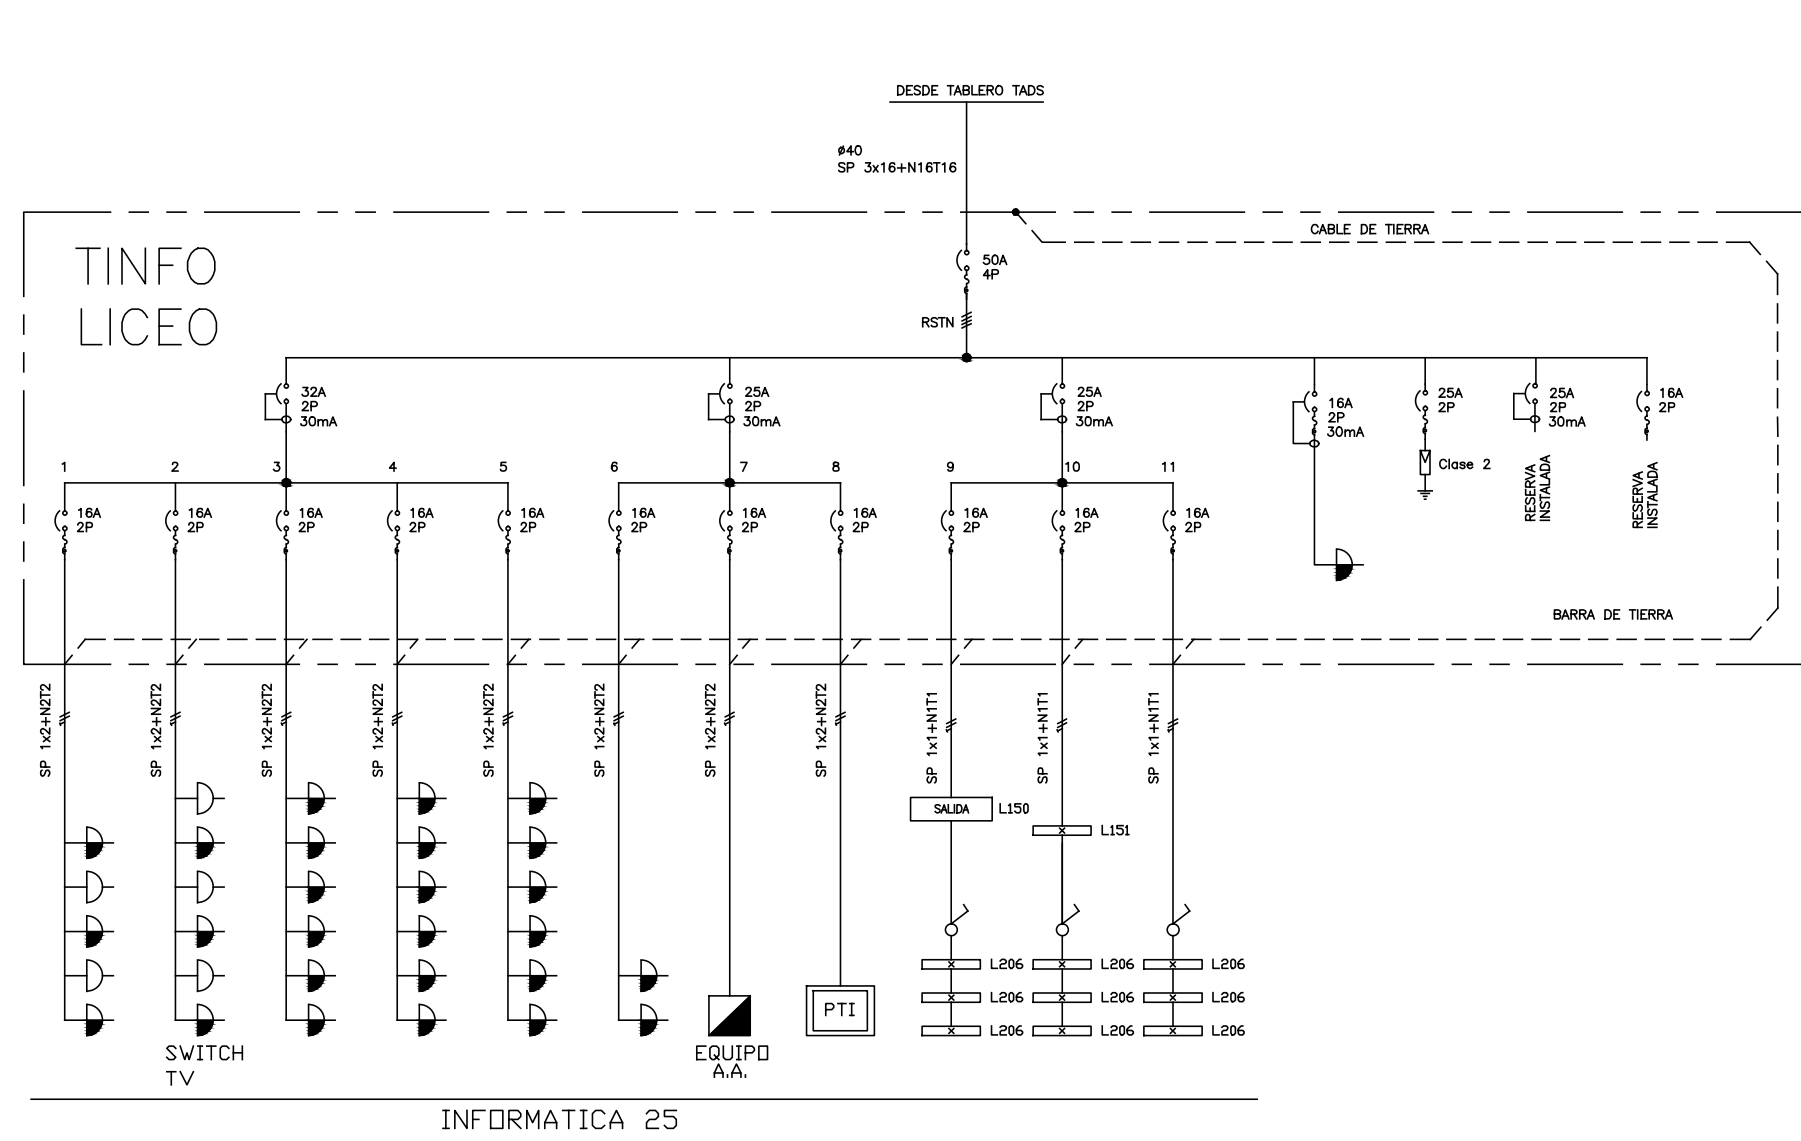 DESDE TABLERO TADS
ø40
SP 3x16+N16T16
CABLE DE TIERRA
TINFO
LICEO
50A
4P
RSTN
32A
2P
30mA
25A
2P
30mA
25A
2P
30mA
16A
2P
30mA
25A
2P
Clase 2
25A
2P
30mA
RESERVA
INSTALADA
16A
2P
RESERVA
INSTALADA
1
2
3
4
5
6
7
8
9
10
11
16A
2P
16A
2P
16A
2P
16A
2P
16A
2P
16A
2P
16A
2P
16A
2P
16A
2P
16A
2P
16A
2P
BARRA DE TIERRA
SP 1x2+N2T2
SP 1x2+N2T2
SP 1x2+N2T2
SP 1x2+N2T2
SP 1x2+N2T2
SP 1x2+N2T2
SP 1x2+N2T2
SP 1x2+N2T2
SP 1x1+N1T1
SP 1x1+N1T1
SP 1x1+N1T1
SALIDA
L150
L151
L206
L206
L206
L206
L206
L206
L206
L206
L206
SWITCH
TV
EQUIPO
A.A.
PTI
INFORMATICA 25